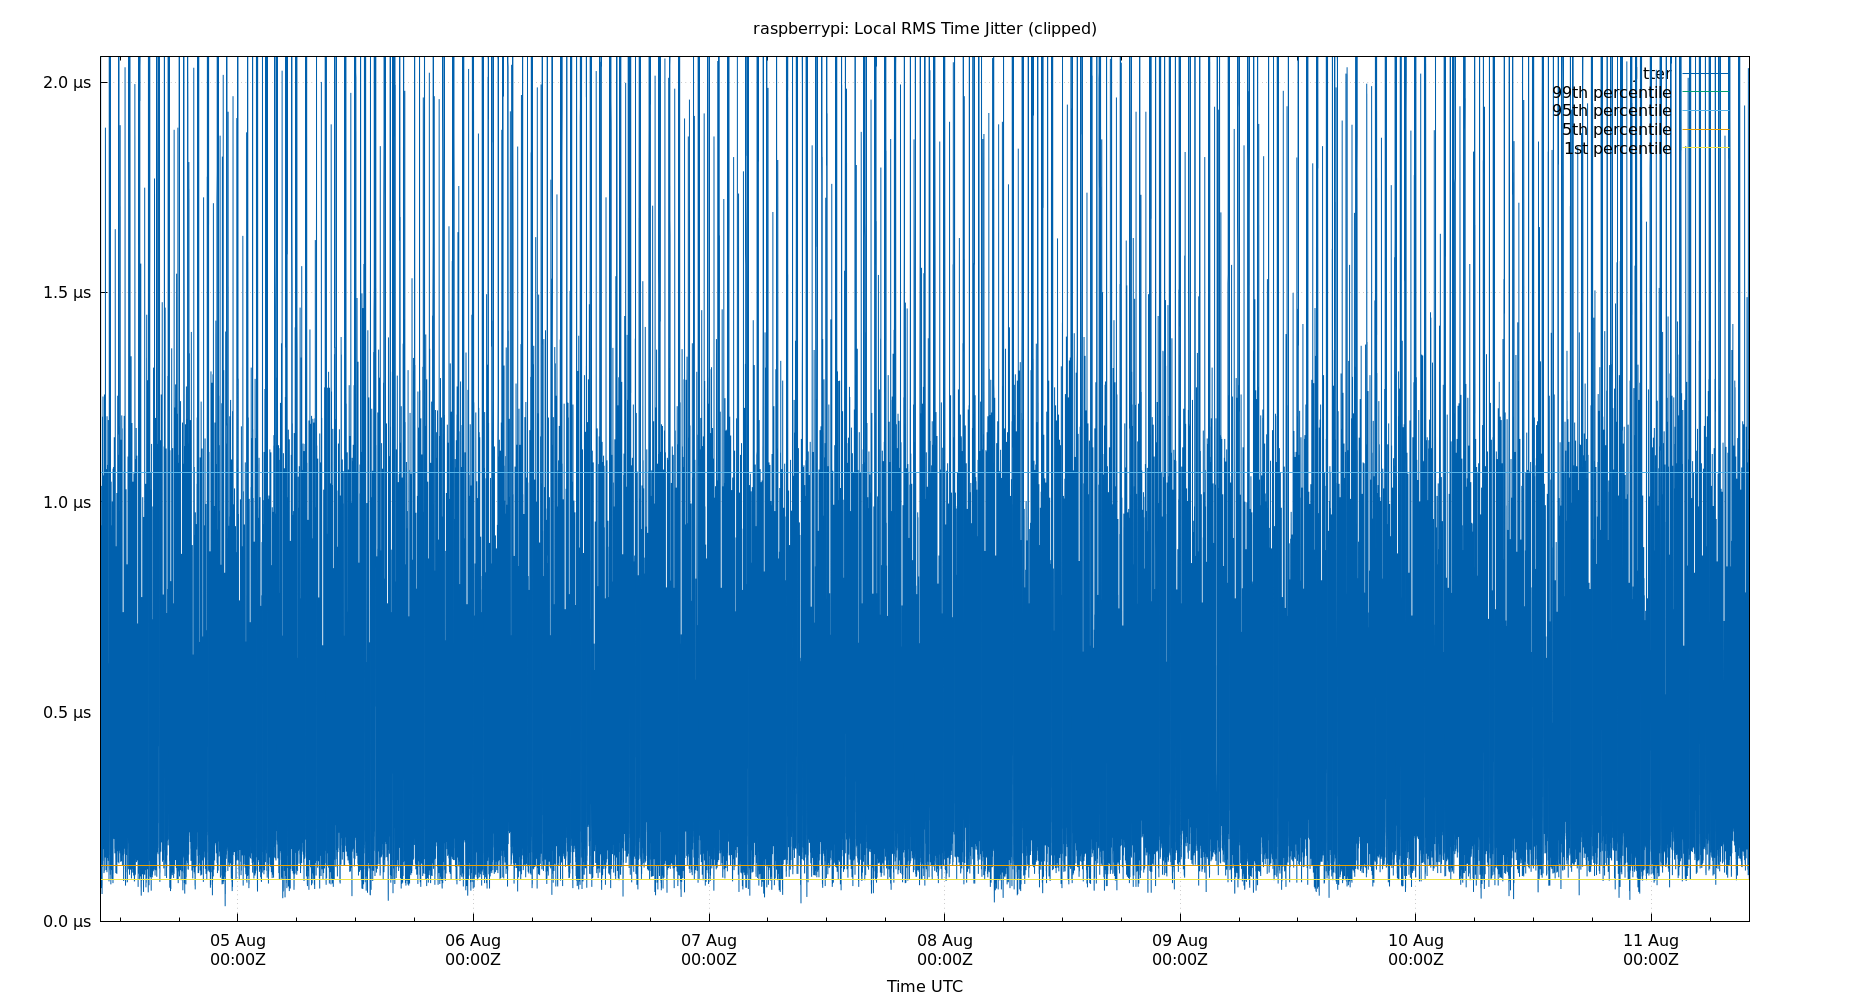 raspberrypi: Local RMS Time Jitter (clipped)
2.0 µs
1.5 µs
1.0 µs
0.5 µs
0.0 µs
99th percentile
95th percentile
5th percentile
1st percentile
05 Aug
00:00Z
06 Aug
00:00Z
07 Aug
00:00Z
08 Aug
00:00Z
09 Aug
00:00Z
10 Aug
00:00Z
11 Aug
00:00Z
Time UTC